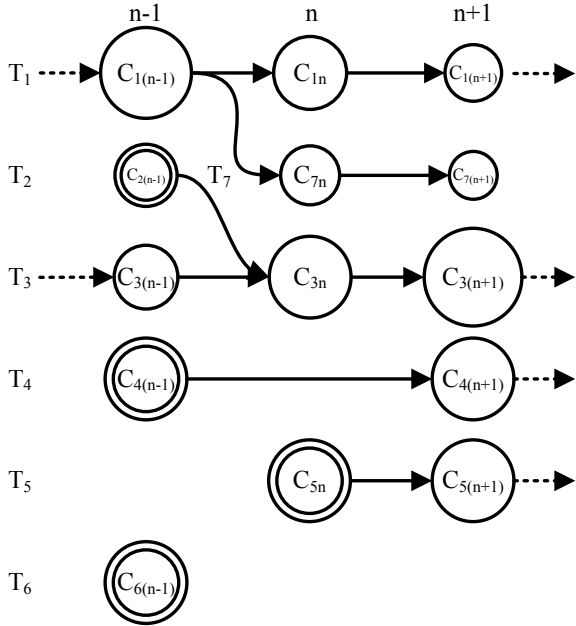 n-1 n n+1
T1 C1(n-1) C1n C1(n+1)
T2 C2(n-1) T7 C7n C7(n+1)
T3 C3(n-1) C3n C3(n+1)
T4 C4(n-1) C4(n+1)
T5 C5n C5(n+1)
T6 C6(n-1)